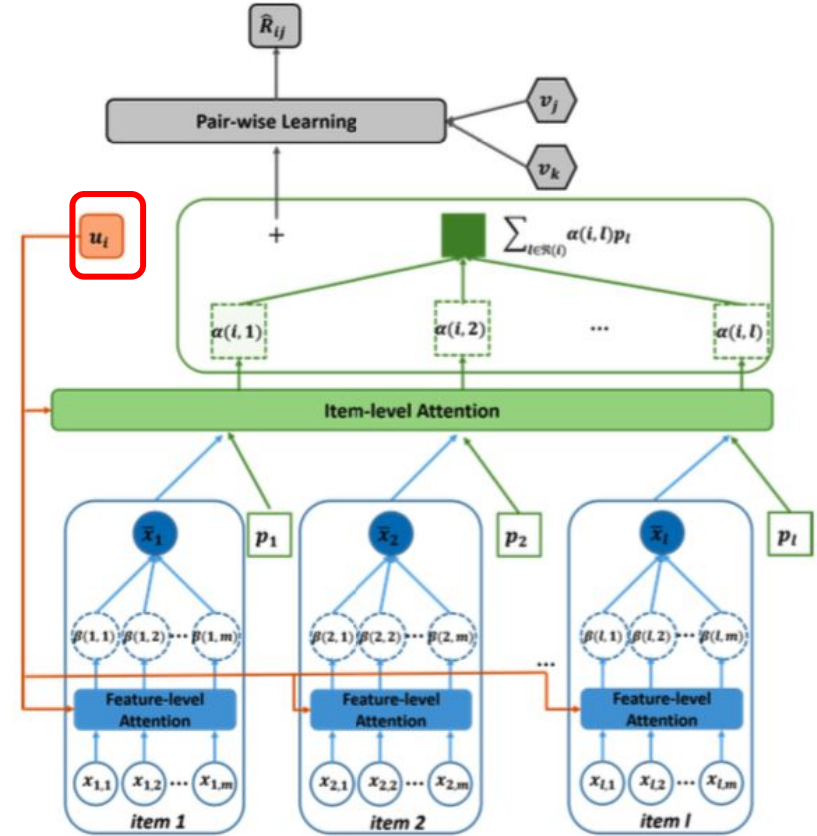 R̂ᵢⱼ
Pair-wise Learning
vⱼ
vₖ
uᵢ
+
∑_{l∈ℜ(i)} α(i, l)pₗ
α(i, 1) α(i, 2) ... α(i, l)
Item-level Attention
x̄₁ p₁ x̄₂ p₂ x̄ₗ pₗ
β(1, 1) β(1, 2) ... β(1, m) β(2, 1) β(2, 2) ... β(2, m) β(l, 1) β(l, 2) ... β(l, m)
...
Feature-level Attention
Feature-level Attention
Feature-level Attention
x₁,₁ x₁,₂ ... x₁,ₘ x₂,₁ x₂,₂ ... x₂,ₘ xₗ,₁ xₗ,₂ ... xₗ,ₘ
item 1 item 2 item l